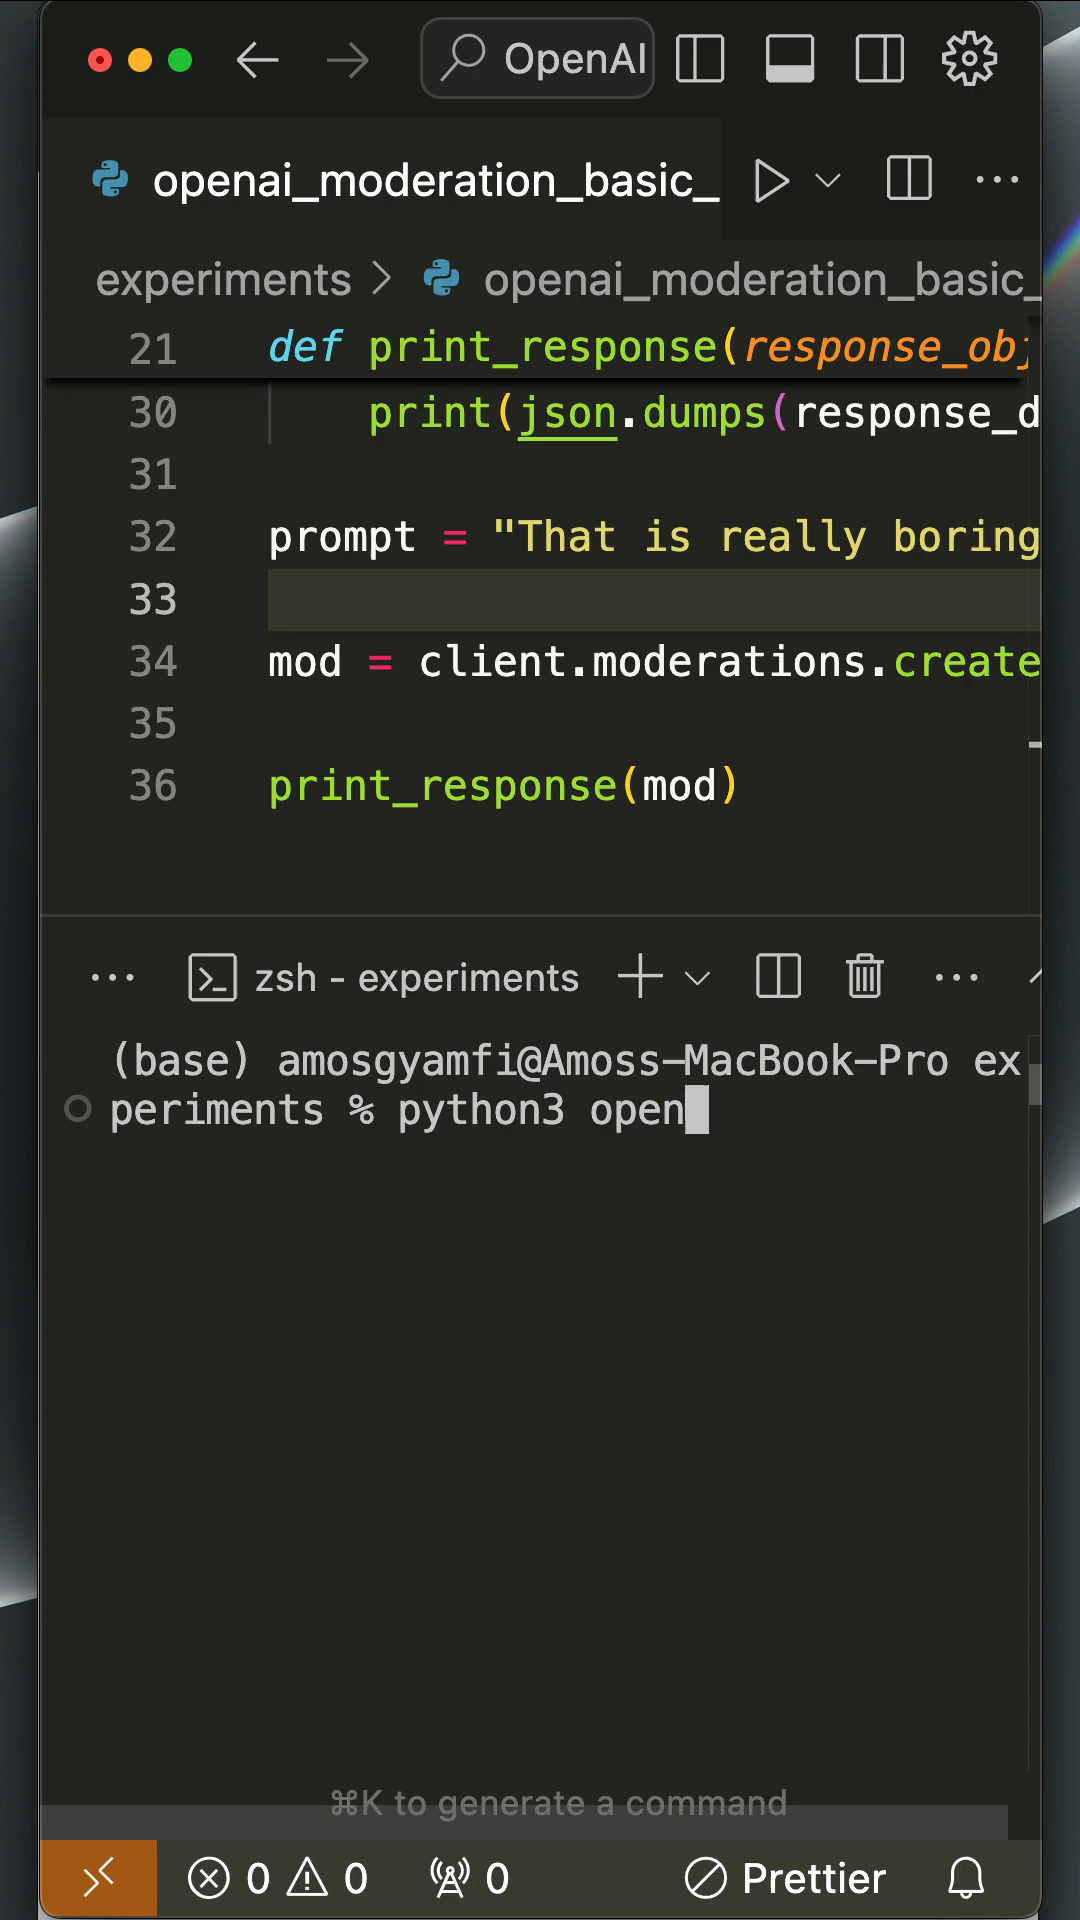 OpenAI
openai_moderation_basic_
experiments > openai_moderation_basic_
21 def print_response(response_obj
30 print(json.dumps(response_d
31
32 prompt = "That is really boring
33
34 mod = client.moderations.create
35
36 print_response(mod)
zsh - experiments
(base) amosgyamfi@Amoss-MacBook-Pro ex
periments % python3 open
⌘K to generate a command
0 0 0 Prettier